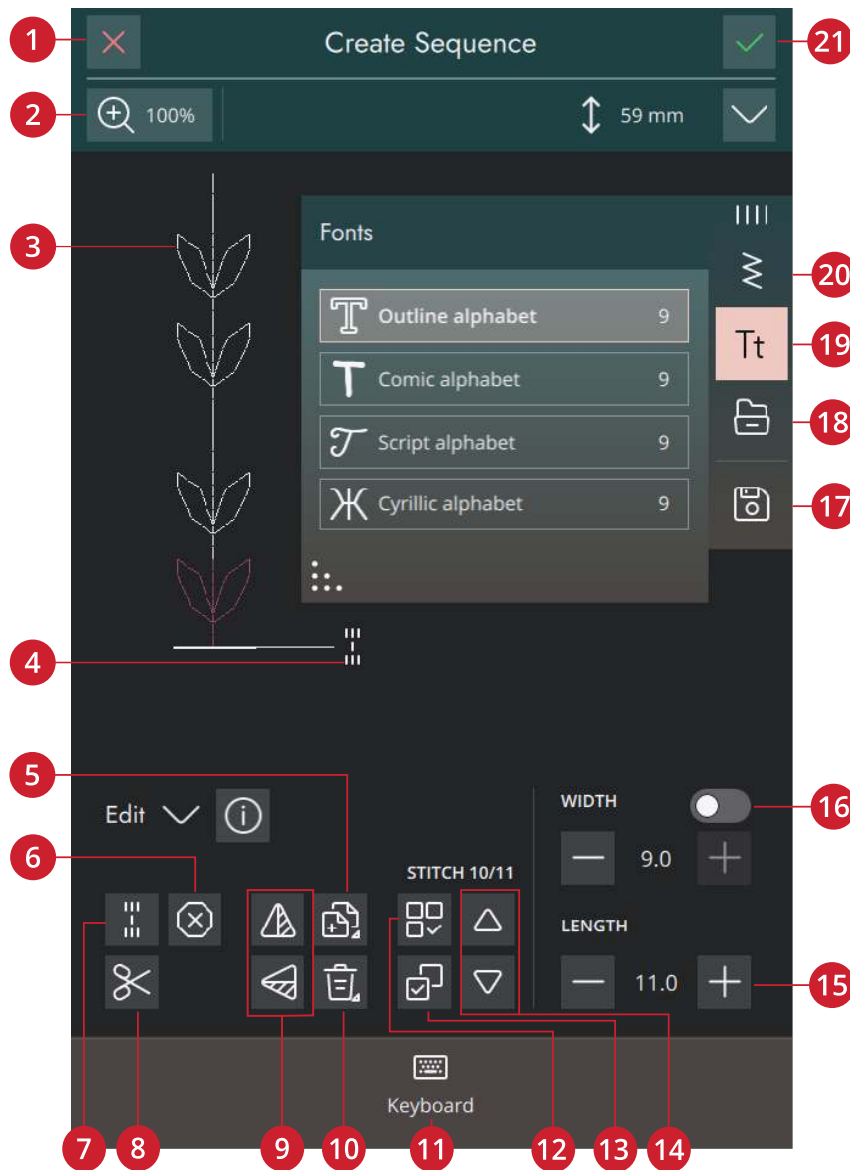 1
Create Sequence
21
2
100%
59 mm
3
Fonts
20
T Outline alphabet 9
Tt
19
T Comic alphabet 9
18
T Script alphabet 9
Ж Cyrillic alphabet 9
17
4
5
Edit
i
WIDTH
16
6
9.0
STITCH 10/11
7
LENGTH
11.0
15
Keyboard
7 8 9 10 11 12 13 14